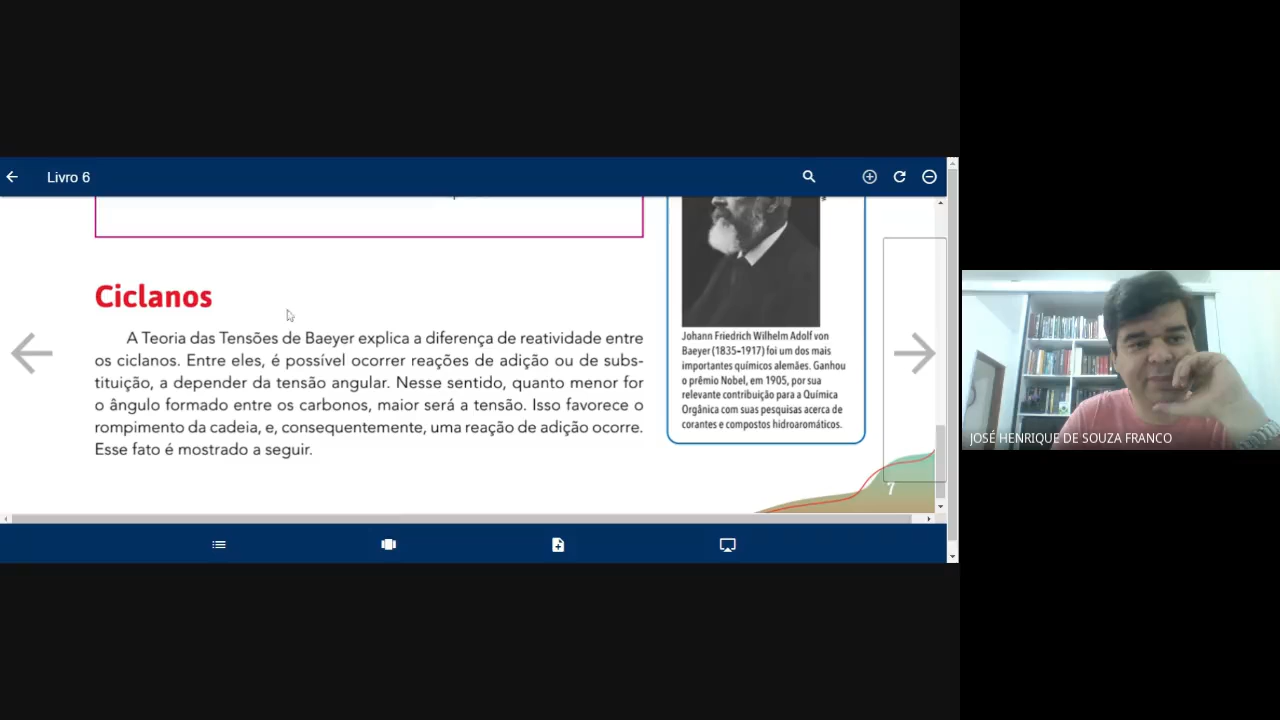 Livro 6
Ciclanos
A Teoria das Tensões de Baeyer explica a diferença de reatividade entre
os ciclanos. Entre eles, é possível ocorrer reações de adição ou de subs-
tituição, a depender da tensão angular. Nesse sentido, quanto menor for
o ângulo formado entre os carbonos, maior será a tensão. Isso favorece o
rompimento da cadeia, e, consequentemente, uma reação de adição ocorre.
Esse fato é mostrado a seguir.
Johann Friedrich Wilhelm Adolf von
Baeyer (1835–1917) foi um dos mais
importantes químicos alemães. Ganhou
o prêmio Nobel, em 1905, por sua
relevante contribuição para a Química
Orgânica com suas pesquisas acerca de
corantes e compostos hidroaromáticos.
7
JOSÉ HENRIQUE DE SOUZA FRANCO